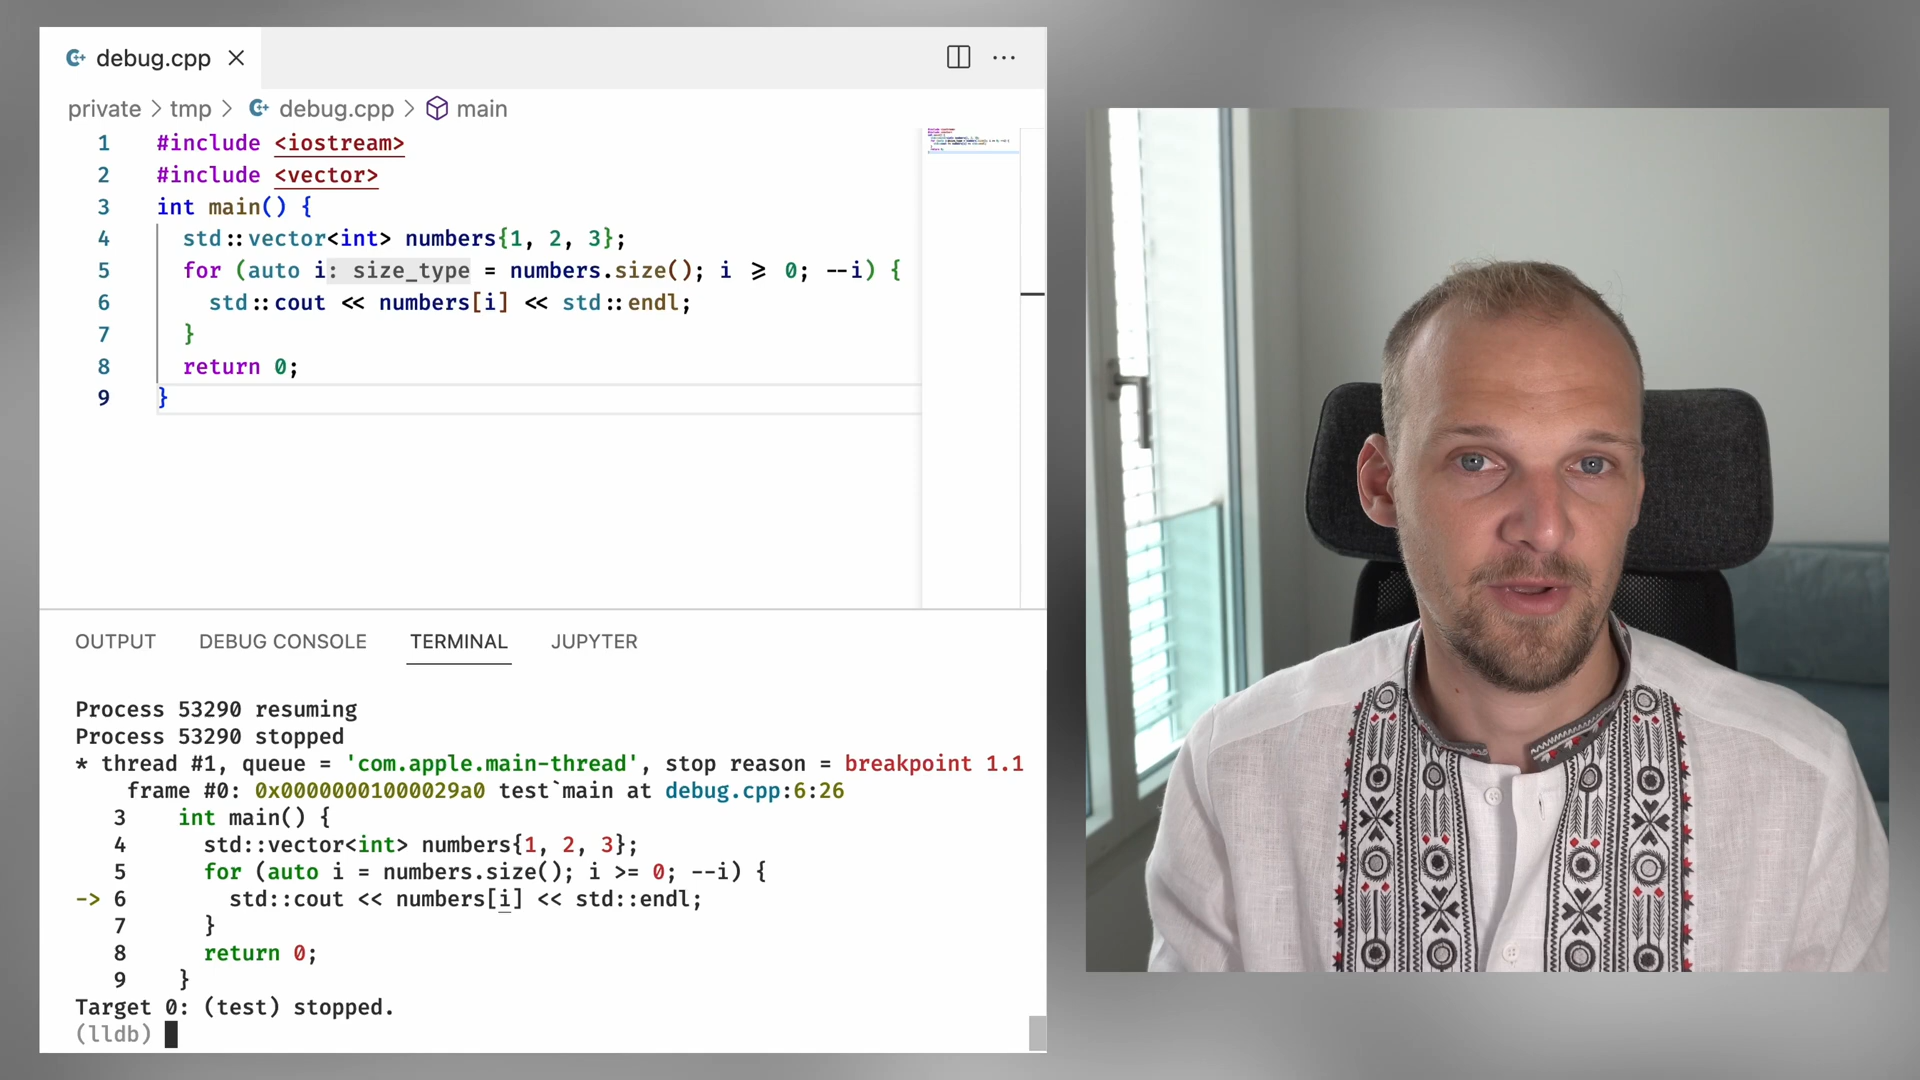 debug.cpp
private > tmp > debug.cpp > main
1 #include <iostream>
2 #include <vector>
3 int main() {
4 std::vector<int> numbers{1, 2, 3};
5 for (auto i: size_type = numbers.size(); i >= 0; --i) {
6 std::cout << numbers[i] << std::endl;
7 }
8 return 0;
9 }
OUTPUT DEBUG CONSOLE TERMINAL JUPYTER
Process 53290 resuming
Process 53290 stopped
* thread #1, queue = 'com.apple.main-thread', stop reason = breakpoint 1.1
frame #0: 0x00000001000029a0 test`main at debug.cpp:6:26
3 int main() {
4 std::vector<int> numbers{1, 2, 3};
5 for (auto i = numbers.size(); i >= 0; --i) {
-> 6 std::cout << numbers[i] << std::endl;
7 }
8 return 0;
9 }
Target 0: (test) stopped.
(lldb)